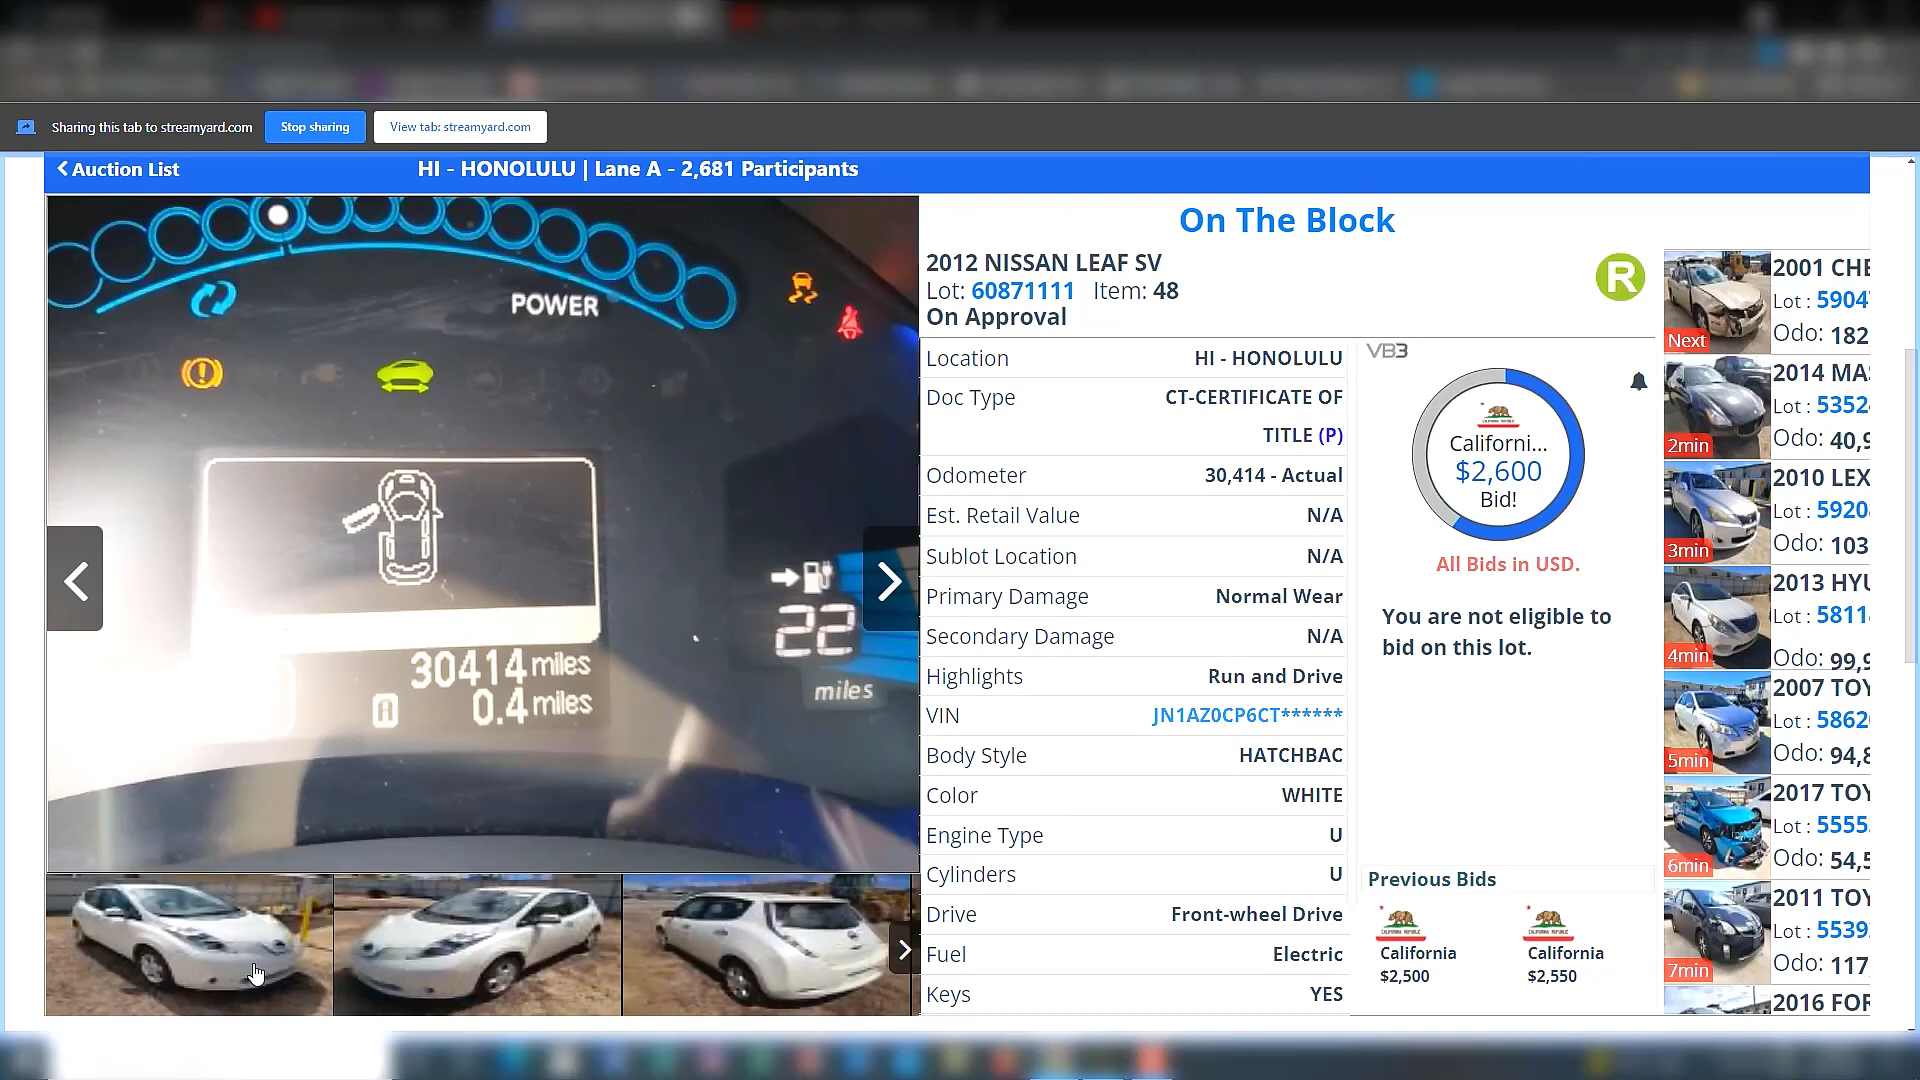 Sharing this tab to streamyard.com
Stop sharing
View tab: streamyard.com
Auction List
HI - HONOLULU | Lane A - 2,681 Participants
POWER
30414 miles
0.4 miles
22
miles
On The Block
2012 NISSAN LEAF SV
Lot: 60871111 Item: 48
On Approval
R
Location HI - HONOLULU
Doc Type CT-CERTIFICATE OF
TITLE (P)
Odometer 30,414 - Actual
Est. Retail Value N/A
Sublot Location N/A
Primary Damage Normal Wear
Secondary Damage N/A
Highlights Run and Drive
VIN JN1AZ0CP6CT******
Body Style HATCHBAC
Color WHITE
Engine Type U
Cylinders U
Drive Front-wheel Drive
Fuel Electric
Keys YES
VB3
Californi...
$2,600
Bid!
All Bids in USD.
You are not eligible to
bid on this lot.
Previous Bids
California
$2,500
California
$2,550
Next
2001 CHE
Lot : 5904
Odo: 182
2min
2014 MAS
Lot : 5352
Odo: 40,9
3min
2010 LEX
Lot : 5920
Odo: 103
4min
2013 HYU
Lot : 5811
Odo: 99,9
5min
2007 TOY
Lot : 5862
Odo: 94,8
6min
2017 TOY
Lot : 5555
Odo: 54,5
7min
2011 TOY
Lot : 5539
Odo: 117
2016 FOR